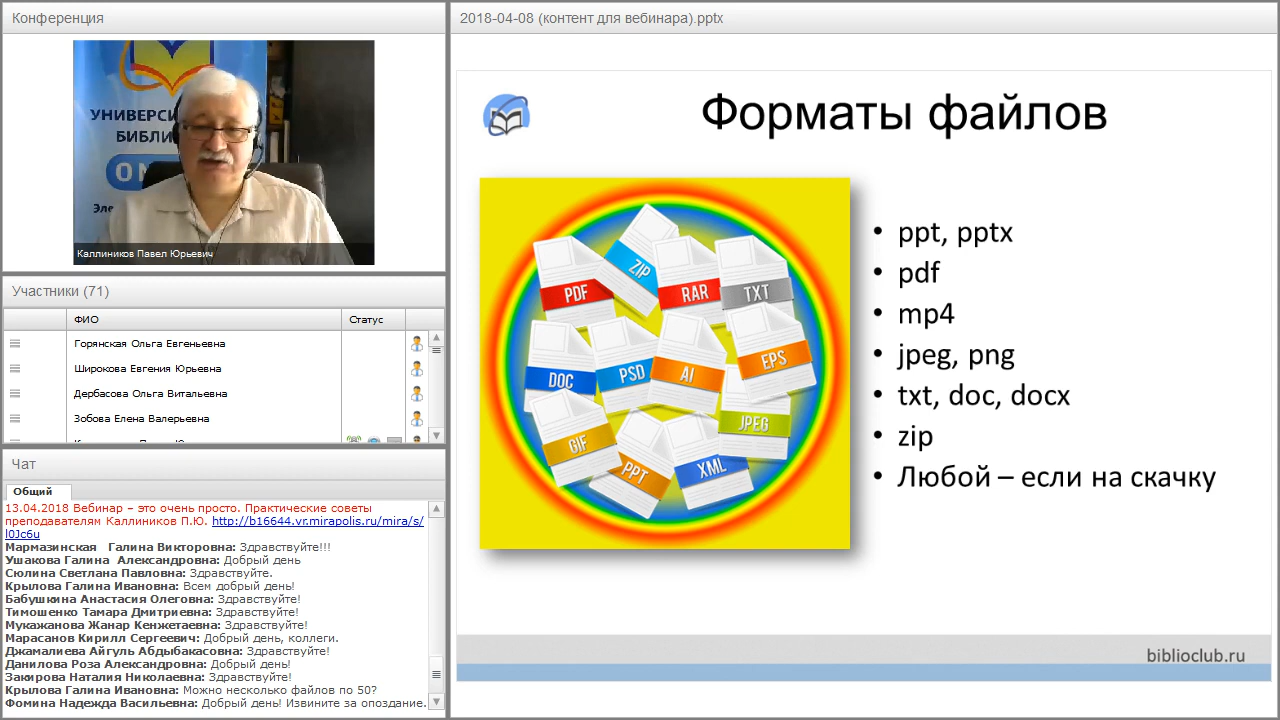 Конференция
УНИВЕРСИ
БИБЛИ
ON
Эле
Каллиников Павел Юрьевич
Участники (71)
ФИО Статус
Горянская Ольга Евгеньевна
Широкова Евгения Юрьевна
Дербасова Ольга Витальевна
Зобова Елена Валерьевна
Чат
Общий
13.04.2018 Вебинар – это очень просто. Практические советы
преподавателям Каллиников П.Ю. http://b16644.vr.mirapolis.ru/mira/s/
l0Jc6u
Мармазинская Галина Викторовна: Здравствуйте!!!
Ушакова Галина Александровна: Добрый день
Сюлина Светлана Павловна: Здравствуйте.
Крылова Галина Ивановна: Всем добрый день!
Бабушкина Анастасия Олеговна: Здравствуйте!
Тимошенко Тамара Дмитриевна: Здравствуйте!
Мукажанова Жанар Кенжетаевна: Здравствуйте!
Марасанов Кирилл Сергеевич: Добрый день, коллеги.
Джамалиева Айгуль Абдыбакасовна: Здравствуйте!
Данилова Роза Александровна: Добрый день!
Закирова Наталия Николаевна: Здравствуйте!
Крылова Галина Ивановна: Можно несколько файлов по 50?
Фомина Надежда Васильевна: Добрый день! Извините за опоздание.
2018-04-08 (контент для вебинара).pptx
Форматы файлов
ZIP
PDF
RAR
TXT
DOC
PSD
AI
EPS
GIF
PPT
XML
JPEG
• ppt, pptx
• pdf
• mp4
• jpeg, png
• txt, doc, docx
• zip
• Любой – если на скачку
biblioclub.ru